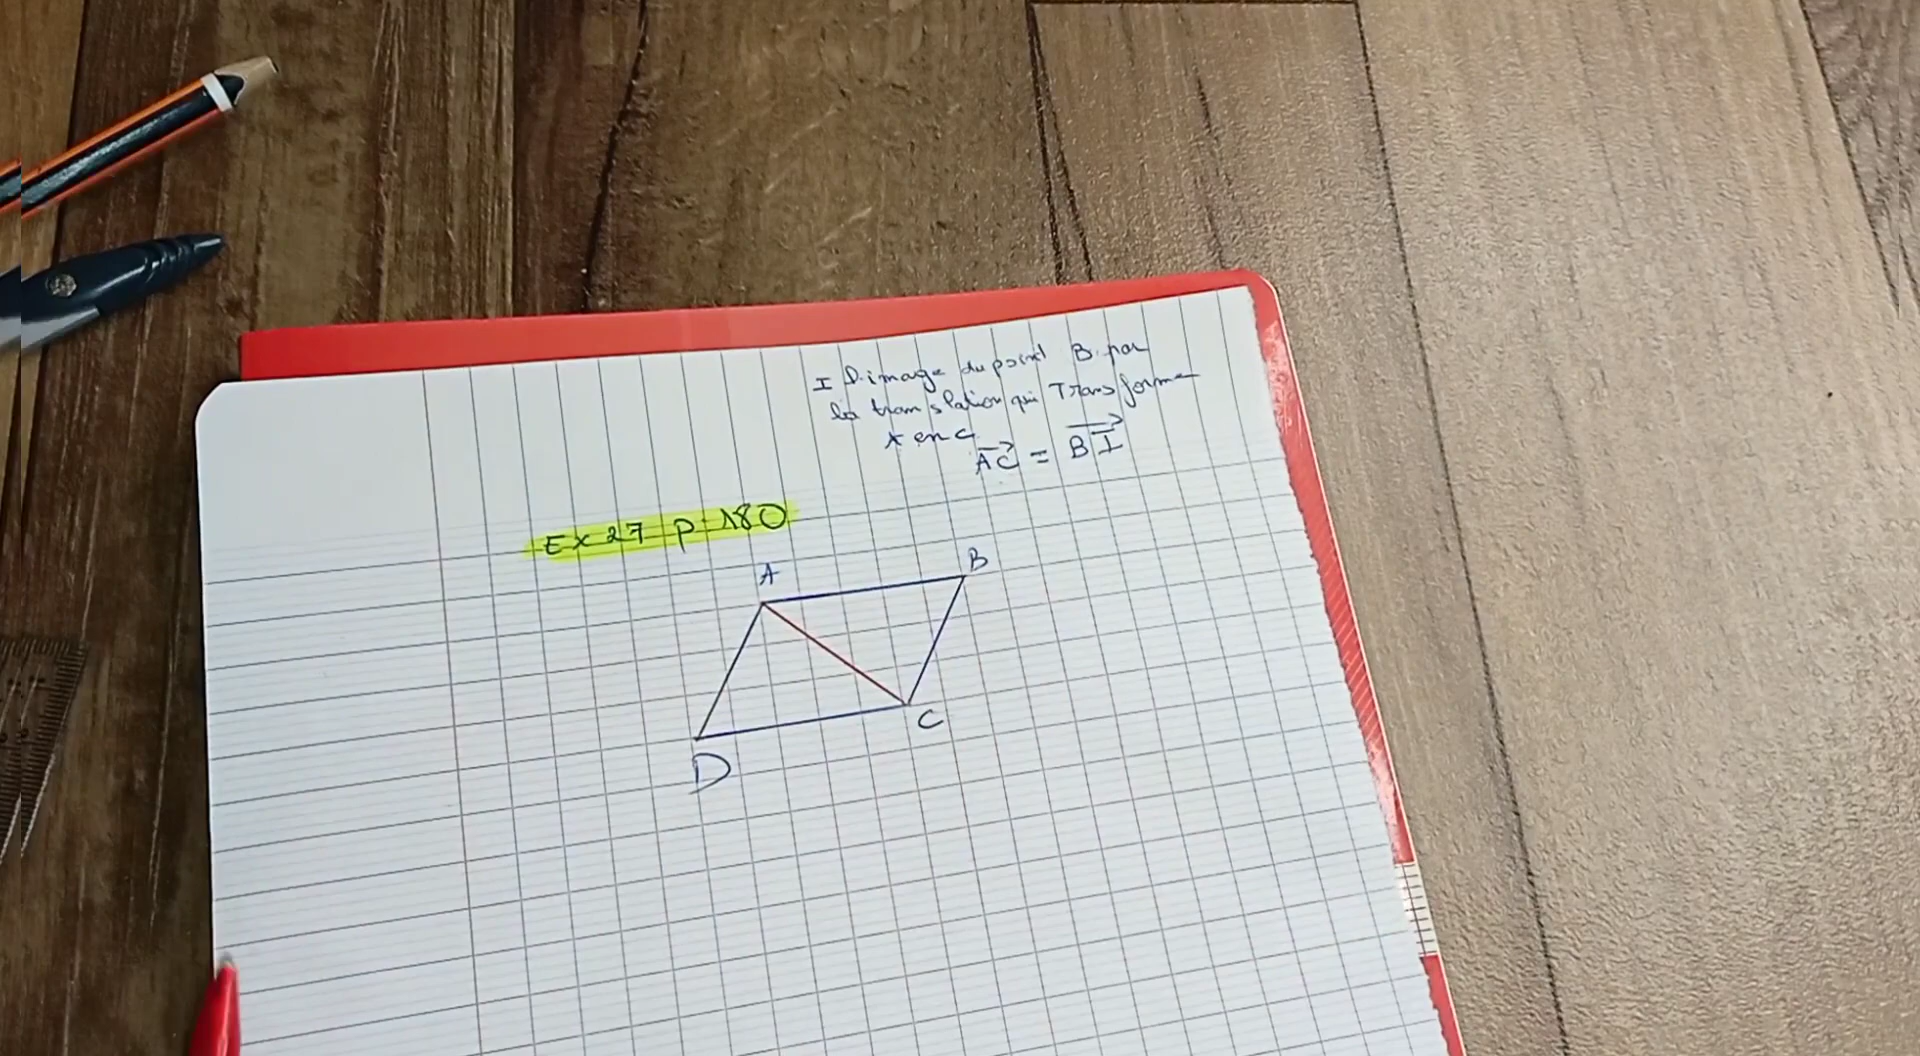 I l'image du point B par
la translation qui Transforme
A en C
AC = BI
Ex 27 p 180
A
B
C
D